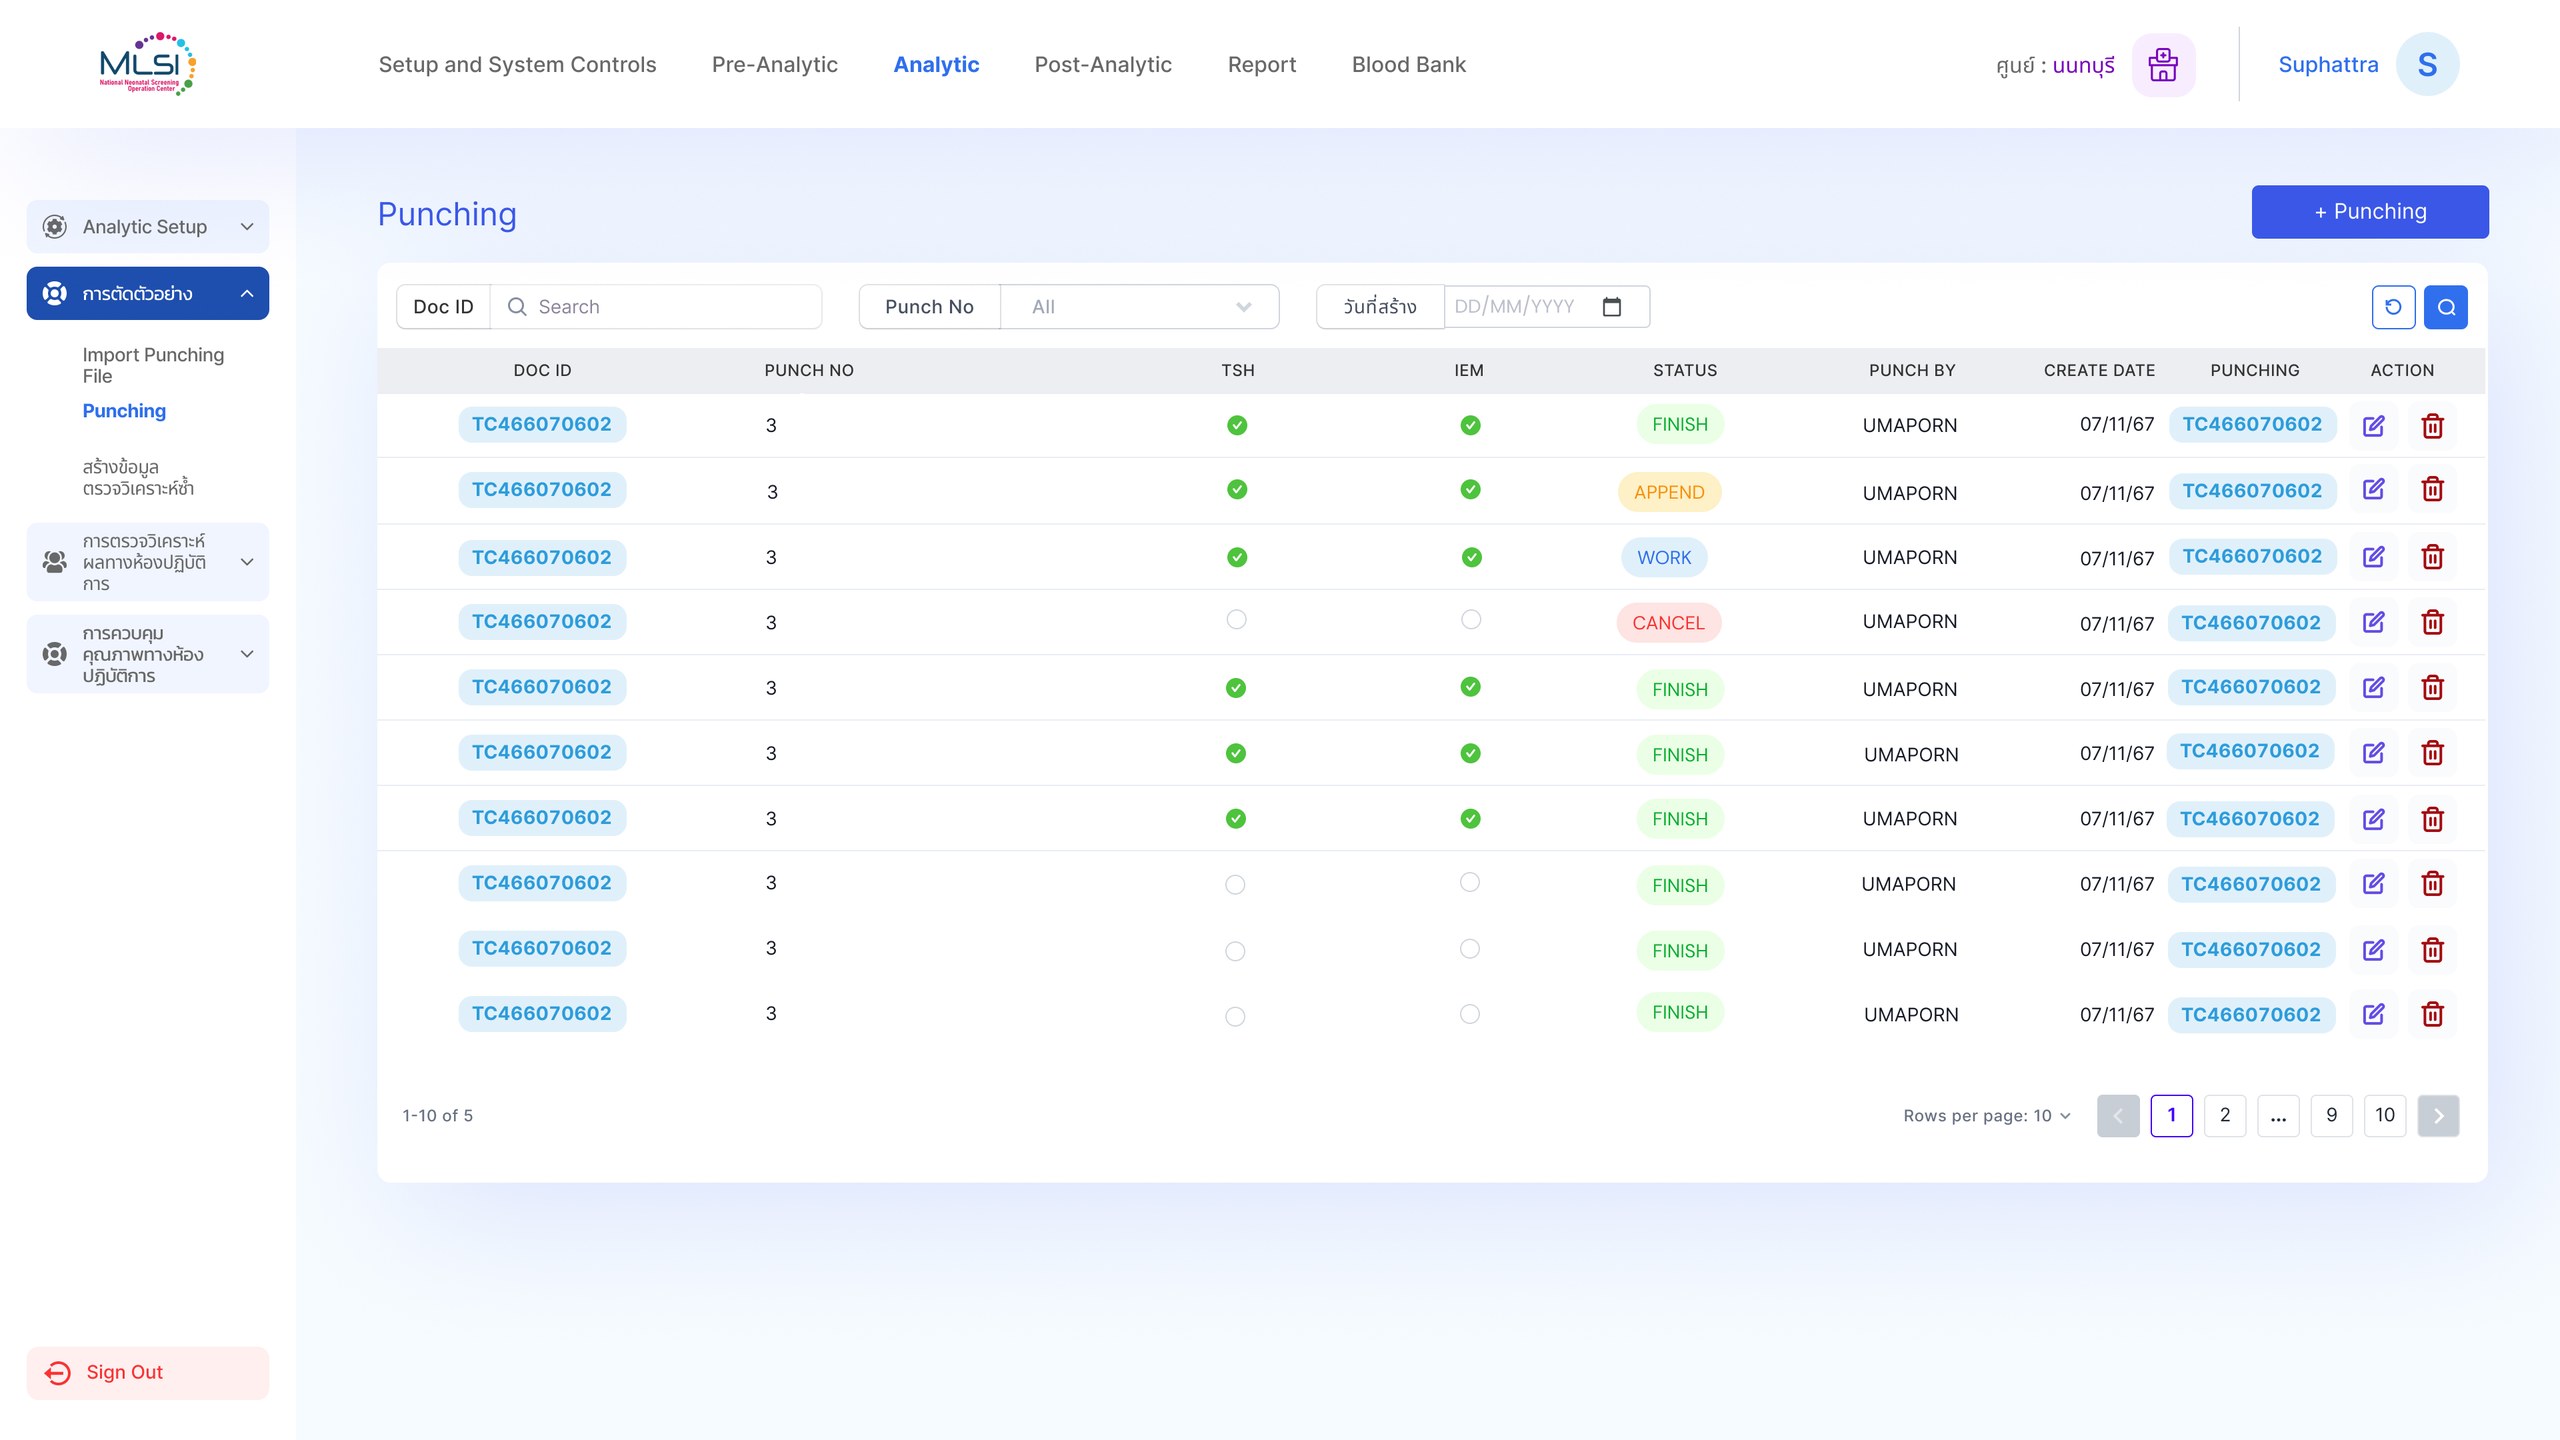 MLSI
National Neonatal Screening
Operation Center
Setup and System Controls Pre-Analytic Analytic Post-Analytic Report Blood Bank
ศูนย์ : นนทบุรี
Suphattra S
Analytic Setup
การตัดตัวอย่าง
Import Punching
File
Punching
สร้างข้อมูล
ตรวจวิเคราะห์ซ้ำ
การตรวจวิเคราะห์
ผลทางห้องปฏิบัติ
การ
การควบคุม
คุณภาพทางห้อง
ปฏิบัติการ
Sign Out
Punching
+ Punching
Doc ID Search Punch No All วันที่สร้าง DD/MM/YYYY
DOC ID PUNCH NO TSH IEM STATUS PUNCH BY CREATE DATE PUNCHING ACTION
TC466070602 3 FINISH UMAPORN 07/11/67 TC466070602
TC466070602 3 APPEND UMAPORN 07/11/67 TC466070602
TC466070602 3 WORK UMAPORN 07/11/67 TC466070602
TC466070602 3 CANCEL UMAPORN 07/11/67 TC466070602
TC466070602 3 FINISH UMAPORN 07/11/67 TC466070602
TC466070602 3 FINISH UMAPORN 07/11/67 TC466070602
TC466070602 3 FINISH UMAPORN 07/11/67 TC466070602
TC466070602 3 FINISH UMAPORN 07/11/67 TC466070602
TC466070602 3 FINISH UMAPORN 07/11/67 TC466070602
TC466070602 3 FINISH UMAPORN 07/11/67 TC466070602
1-10 of 5
Rows per page: 10 1 2 ... 9 10